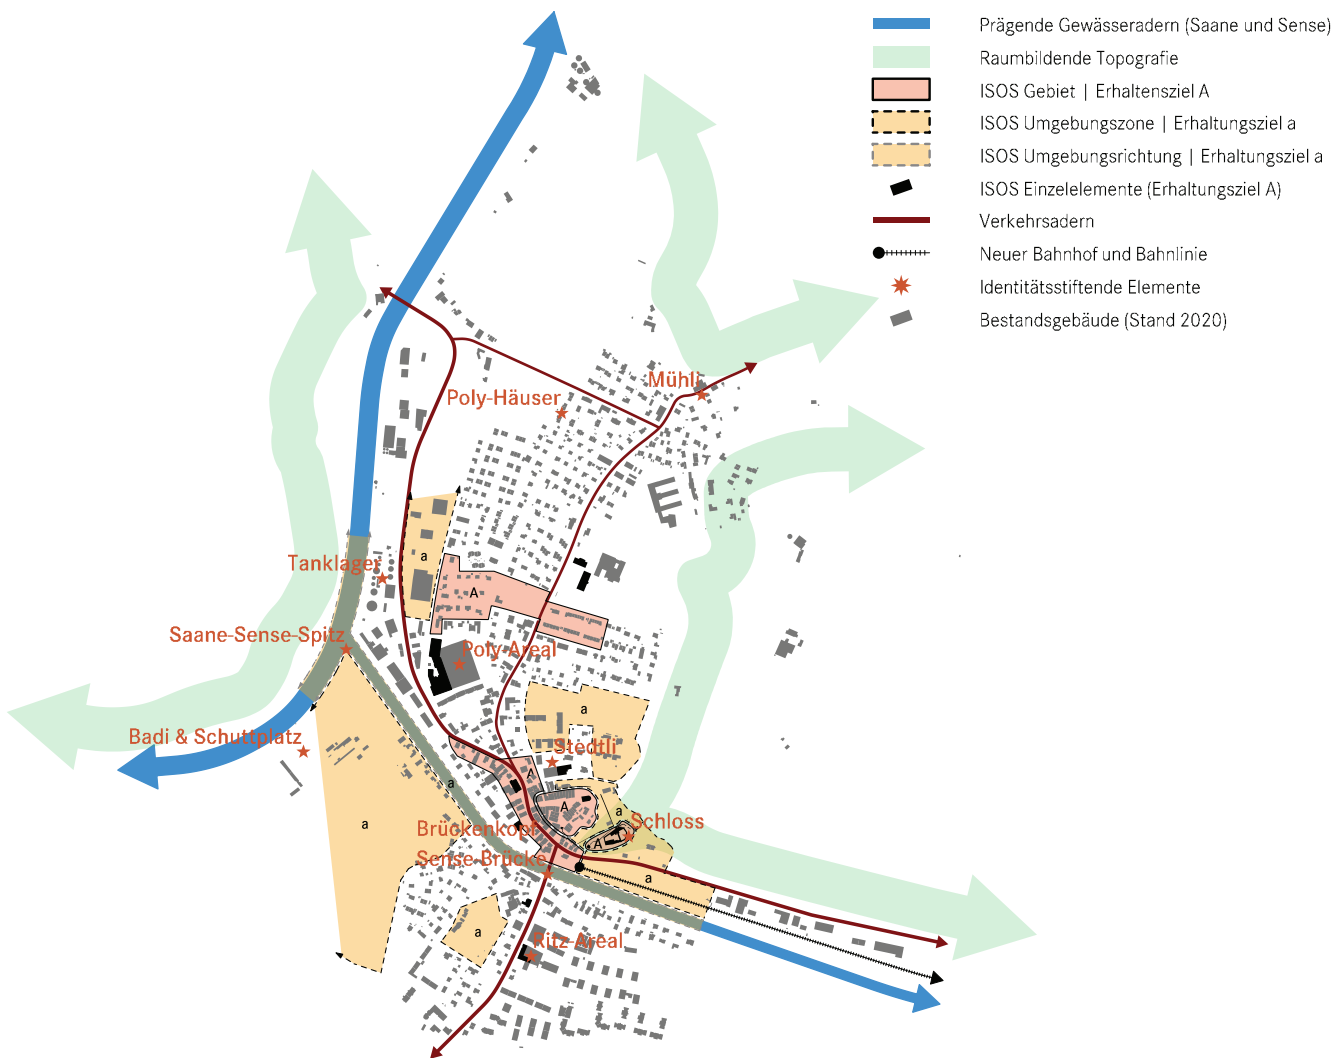 Prägende Gewässeradern (Saane und Sense)
Raumbildende Topografie
ISOS Gebiet | Erhaltensziel A
ISOS Umgebungszone | Erhaltungsziel a
ISOS Umgebungsrichtung | Erhaltungsziel a
ISOS Einzelelemente (Erhaltungsziel A)
Verkehrsadern
Neuer Bahnhof und Bahnlinie
Identitätsstiftende Elemente
Bestandsgebäude (Stand 2020)
Mühli
Poly-Häuser
a
Tanklager
A
Saane-Sense-Spitz
Poly-Areal
a
Badi & Schuttplatz
Stedtli
A
a
A
a
Schloss
a
Brückenkopf
A
Sense-Brücke
a
a
Ritz-Areal